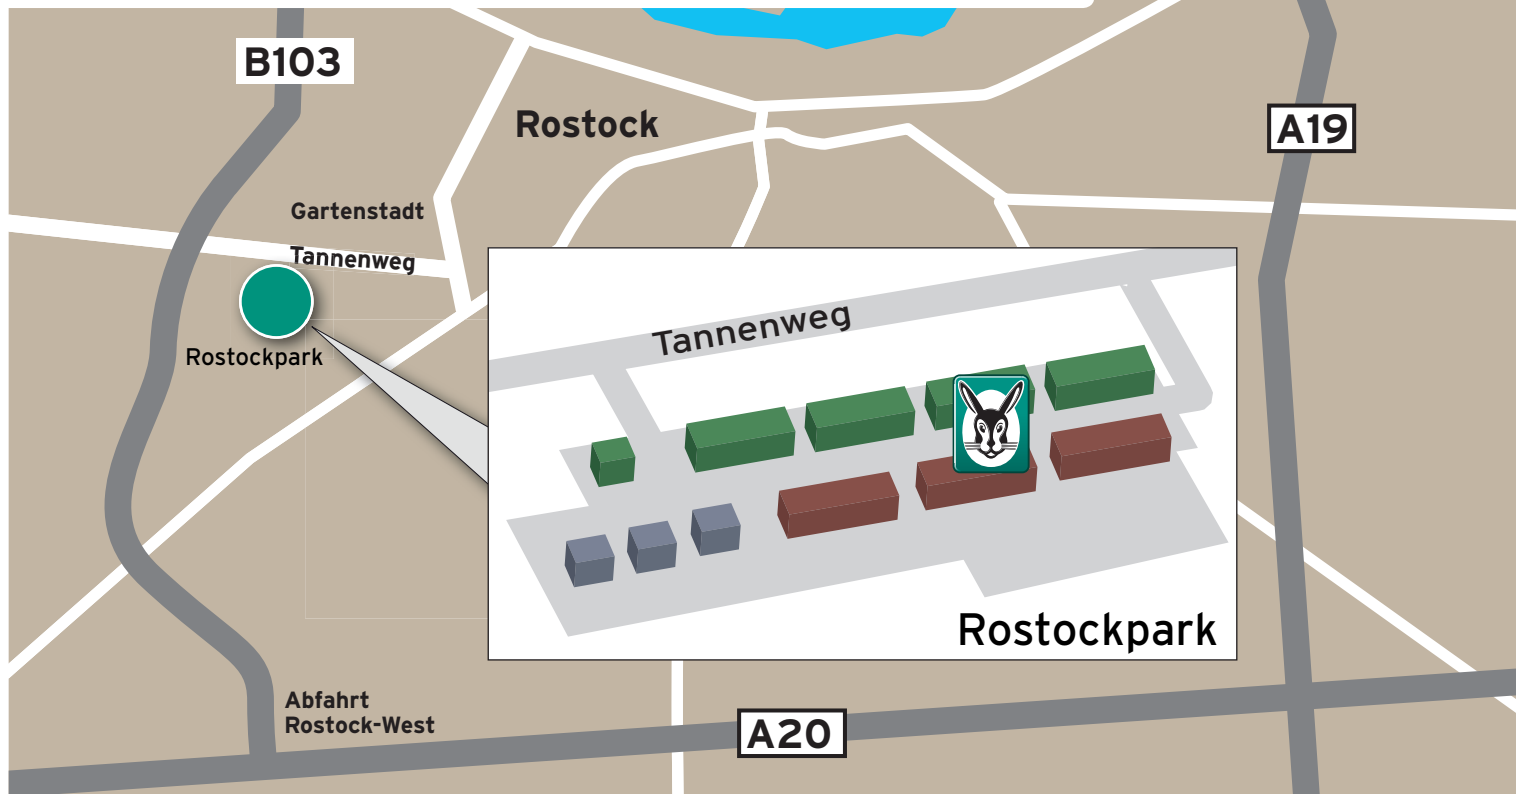 B103
Rostock
A19
Gartenstadt
Tannenweg
Rostockpark
Tannenweg
Rostockpark
Abfahrt
Rostock-West
A20